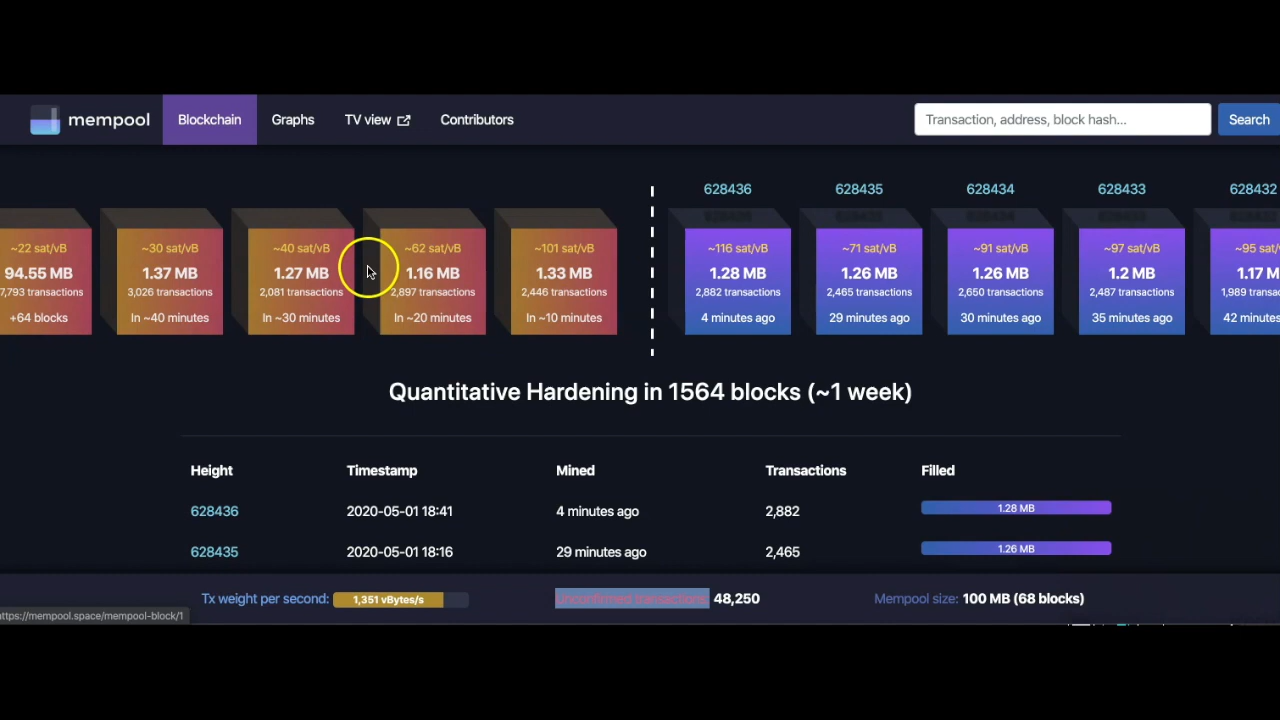 mempool Blockchain Graphs TV view Contributors Transaction, address, block hash... Search
628436 628435 628434 628433 628432
~22 sat/vB ~30 sat/vB ~40 sat/vB ~62 sat/vB ~101 sat/vB ~116 sat/vB ~71 sat/vB ~91 sat/vB ~97 sat/vB ~95 sat/v
94.55 MB 1.37 MB 1.27 MB 1.16 MB 1.33 MB 1.28 MB 1.26 MB 1.26 MB 1.2 MB 1.17 M
7,793 transactions 3,026 transactions 2,081 transactions 2,897 transactions 2,446 transactions 2,882 transactions 2,465 transactions 2,650 transactions 2,487 transactions 1,989 transa
+64 blocks In ~40 minutes In ~30 minutes In ~20 minutes In ~10 minutes 4 minutes ago 29 minutes ago 30 minutes ago 35 minutes ago 42 minutes
Quantitative Hardening in 1564 blocks (~1 week)
Height Timestamp Mined Transactions Filled
628436 2020-05-01 18:41 4 minutes ago 2,882 1.28 MB
628435 2020-05-01 18:16 29 minutes ago 2,465 1.26 MB
Tx weight per second: 1,351 vBytes/s Unconfirmed transactions: 48,250 Mempool size: 100 MB (68 blocks)
ttps://mempool.space/mempool-block/1